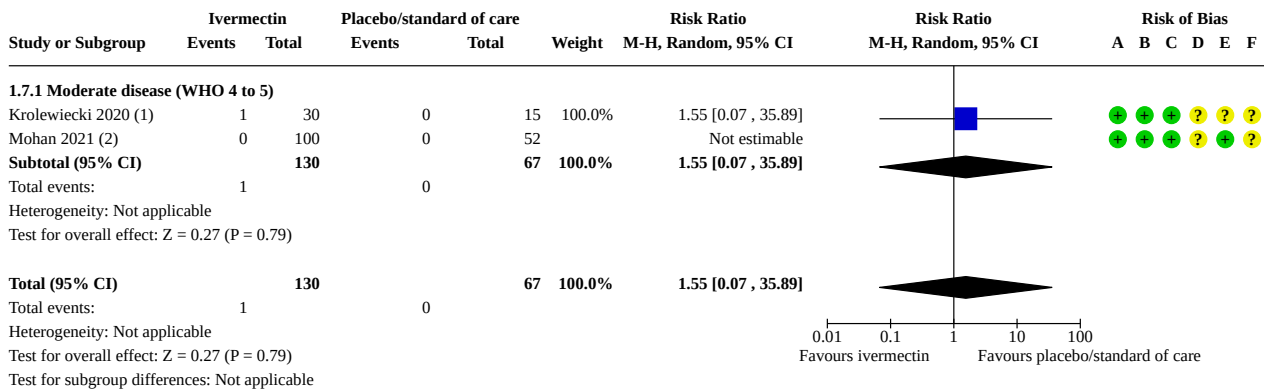 Ivermectin Placebo/standard of care Risk Ratio Risk Ratio Risk of Bias
Study or Subgroup Events Total Events Total Weight M-H, Random, 95% CI M-H, Random, 95% CI A B C D E F
1.7.1 Moderate disease (WHO 4 to 5)
Krolewiecki 2020 (1) 1 30 0 15 100.0% 1.55 [0.07 , 35.89] + + + ? ? ?
Mohan 2021 (2) 0 100 0 52 Not estimable + + + ? + ?
Subtotal (95% CI) 130 67 100.0% 1.55 [0.07 , 35.89]
Total events: 1 0
Heterogeneity: Not applicable
Test for overall effect: Z = 0.27 (P = 0.79)
Total (95% CI) 130 67 100.0% 1.55 [0.07 , 35.89]
Total events: 1 0
Heterogeneity: Not applicable
0.01 0.1 1 10 100
Test for overall effect: Z = 0.27 (P = 0.79) Favours ivermectin Favours placebo/standard of care
Test for subgroup differences: Not applicable